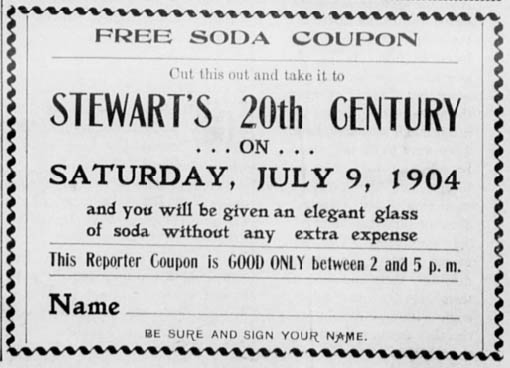 FREE SODA COUPON
Cut this out and take it to
STEWART'S 20th CENTURY
... ON ...
SATURDAY, JULY 9, 1904
and you will be given an elegant glass
of soda without any extra expense
This Reporter Coupon is GOOD ONLY between 2 and 5 p. m.
Name
BE SURE AND SIGN YOUR NAME.